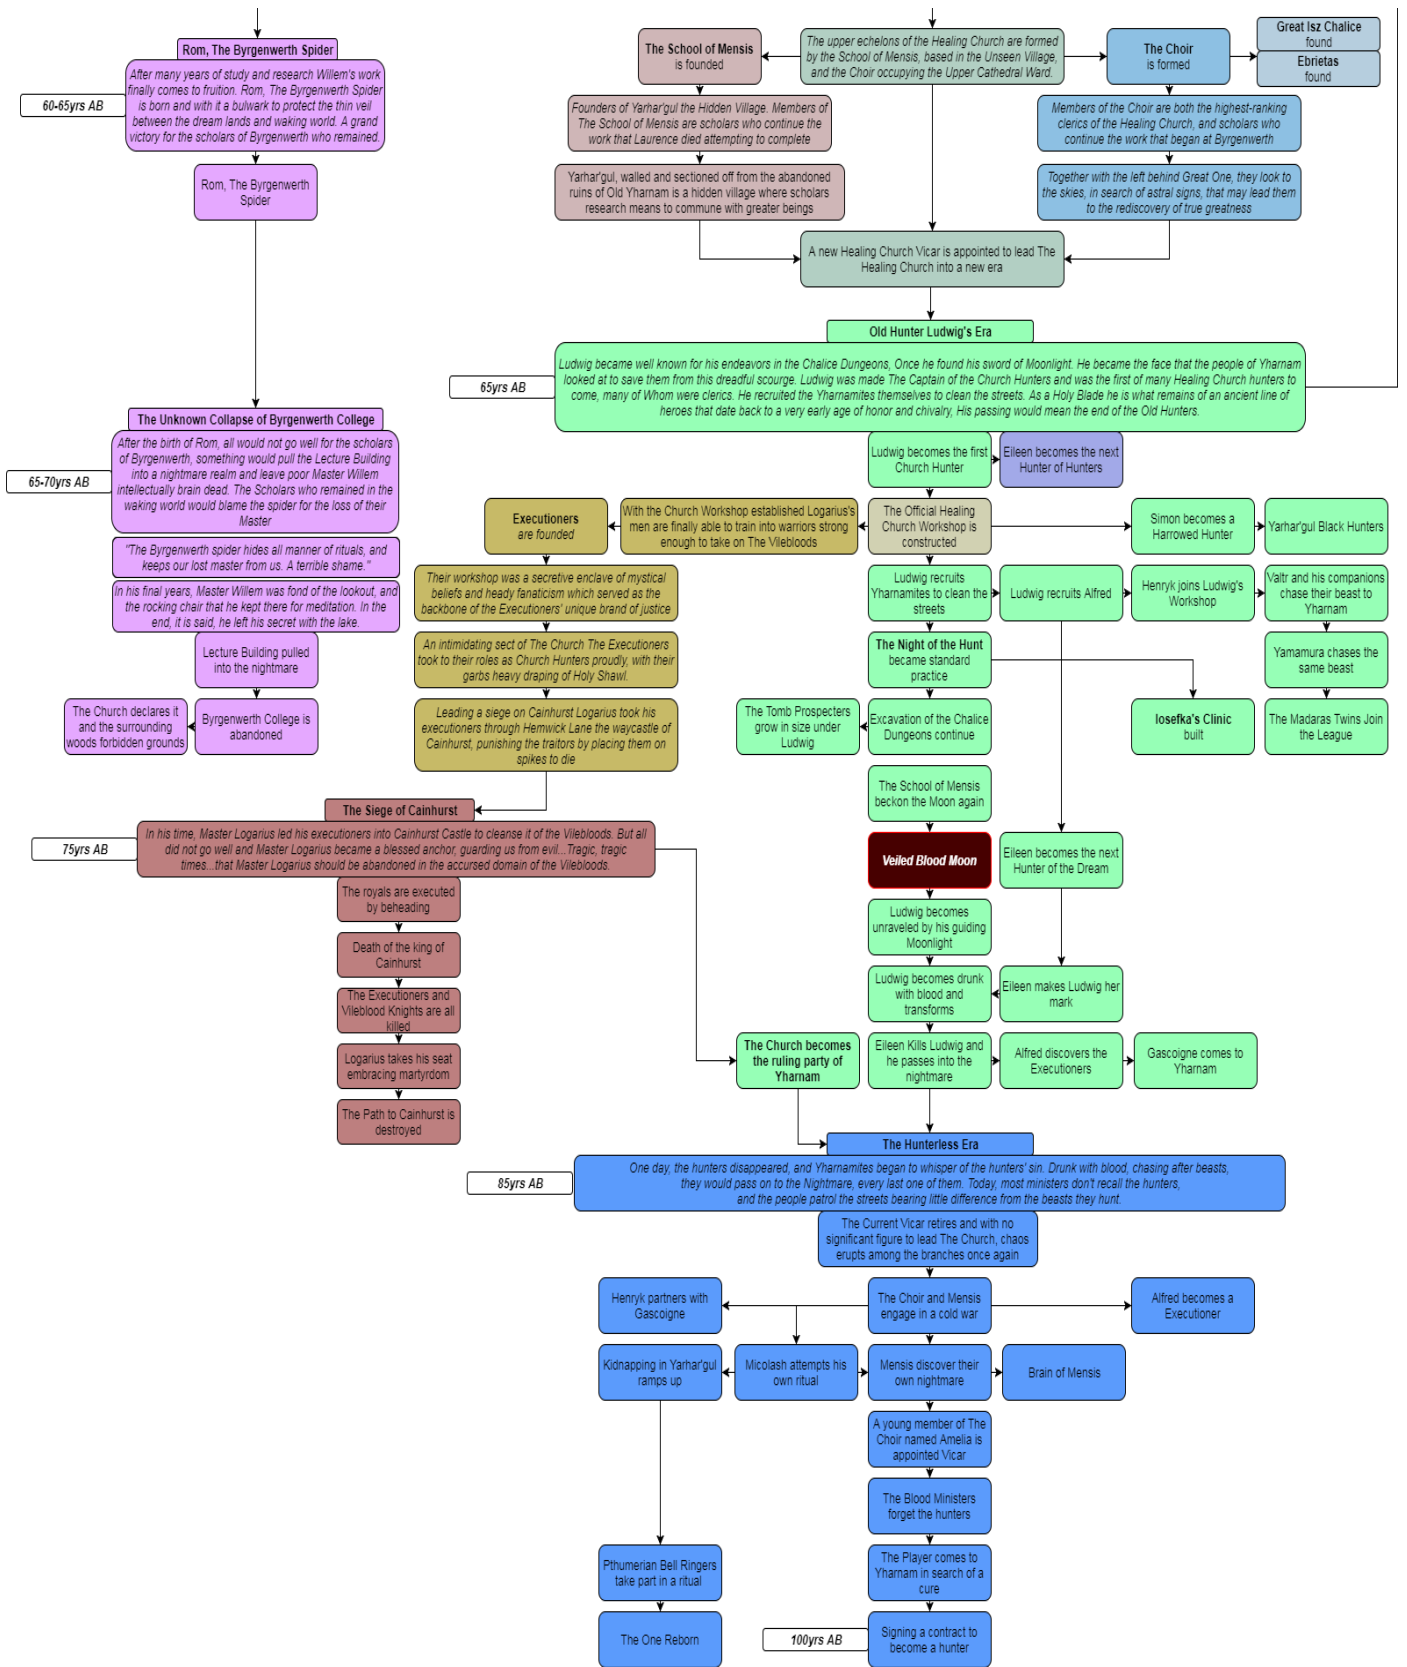 Rom, The Byrgenwerth Spider
After many years of study and research Willem's work
finally comes to fruition. Rom, The Byrgenwerth Spider
is born and with it a bulwark to protect the thin veil
between the dream lands and waking world. A grand
victory for the scholars of Byrgenwerth who remained.
60-65yrs AB
Rom, The Byrgenwerth
Spider
The Unknown Collapse of Byrgenwerth College
After the birth of Rom, all would not go well for the scholars
of Byrgenwerth, something would pull the Lecture Building
into a nightmare realm and leave poor Master Willem
intellectually brain dead. The Scholars who remained in the
waking world would blame the spider for the loss of their
Master
65-70yrs AB
"The Byrgenwerth spider hides all manner of rituals, and
keeps our lost master from us. A terrible shame."
In his final years, Master Willem was fond of the lookout, and
the rocking chair that he kept there for meditation. In the
end, it is said, he left his secret with the lake.
Lecture Building pulled
into the nightmare
The Church declares it
and the surrounding
woods forbidden grounds
Byrgenwerth College is
abandoned
The School of Mensis
is founded
The upper echelons of the Healing Church are formed
by the School of Mensis, based in the Unseen Village,
and the Choir occupying the Upper Cathedral Ward.
The Choir
is formed
Great Isz Chalice
found
Ebrietas
found
Founders of Yarhar'gul the Hidden Village. Members of
The School of Mensis are scholars who continue the
work that Laurence died attempting to complete
Members of the Choir are both the highest-ranking
clerics of the Healing Church, and scholars who
continue the work that began at Byrgenwerth
Yarhar'gul, walled and sectioned off from the abandoned
ruins of Old Yharnam is a hidden village where scholars
research means to commune with greater beings
Together with the left behind Great One, they look to
the skies, in search of astral signs, that may lead them
to the rediscovery of true greatness
A new Healing Church Vicar is appointed to lead The
Healing Church into a new era
Old Hunter Ludwig's Era
Ludwig became well known for his endeavors in the Chalice Dungeons, Once he found his sword of Moonlight. He became the face that the people of Yharnam
looked at to save them from this dreadful scourge. Ludwig was made The Captain of the Church Hunters and was the first of many Healing Church hunters to
come, many of Whom were clerics. He recruited the Yharnamites themselves to clean the streets. As a Holy Blade he is what remains of an ancient line of
heroes that date back to a very early age of honor and chivalry, His passing would mean the end of the Old Hunters.
65yrs AB
Ludwig becomes the first
Church Hunter
Eileen becomes the next
Hunter of Hunters
Executioners
are founded
With the Church Workshop established Logarius's
men are finally able to train into warriors strong
enough to take on The Vilebloods
The Official Healing
Church Workshop is
constructed
Simon becomes a
Harrowed Hunter
Yarhar'gul Black Hunters
Their workshop was a secretive enclave of mystical
beliefs and heady fanaticism which served as the
backbone of the Executioners' unique brand of justice
Ludwig recruits
Yharnamites to clean the
streets
Ludwig recruits Alfred
Henryk joins Ludwig's
Workshop
Valtr and his companions
chase their beast to
Yharnam
An intimidating sect of The Church The Executioners
took to their roles as Church Hunters proudly, with their
garbs heavy draping of Holy Shawl.
The Night of the Hunt
became standard
practice
Yamamura chases the
same beast
Leading a siege on Cainhurst Logarius took his
executioners through Hemwick Lane the waycastle of
Cainhurst, punishing the traitors by placing them on
spikes to die
The Tomb Prospecters
grow in size under
Ludwig
Excavation of the Chalice
Dungeons continue
Iosefka's Clinic
built
The Madaras Twins Join
the League
The School of Mensis
beckon the Moon again
The Siege of Cainhurst
In his time, Master Logarius led his executioners into Cainhurst Castle to cleanse it of the Vilebloods. But all
did not go well and Master Logarius became a blessed anchor, guarding us from evil...Tragic, tragic
times...that Master Logarius should be abandoned in the accursed domain of the Vilebloods.
75yrs AB
Veiled Blood Moon
Eileen becomes the next
Hunter of the Dream
The royals are executed
by beheading
Ludwig becomes
unraveled by his guiding
Moonlight
Death of the king of
Cainhurst
The Executioners and
Vileblood Knights are all
killed
Ludwig becomes drunk
with blood and
transforms
Eileen makes Ludwig her
mark
Logarius takes his seat
embracing martyrdom
The Church becomes
the ruling party of
Yharnam
Eileen Kills Ludwig and
he passes into the
nightmare
Alfred discovers the
Executioners
Gascoigne comes to
Yharnam
The Path to Cainhurst is
destroyed
The Hunterless Era
One day, the hunters disappeared, and Yharnamites began to whisper of the hunters' sin. Drunk with blood, chasing after beasts,
they would pass on to the Nightmare, every last one of them. Today, most ministers don't recall the hunters,
and the people patrol the streets bearing little difference from the beasts they hunt.
85yrs AB
The Current Vicar retires and with no
significant figure to lead The Church, chaos
erupts among the branches once again
Henryk partners with
Gascoigne
The Choir and Mensis
engage in a cold war
Alfred becomes a
Executioner
Kidnapping in Yarhar'gul
ramps up
Micolash attempts his
own ritual
Mensis discover their
own nightmare
Brain of Mensis
A young member of The
Choir named Amelia is
appointed Vicar
The Blood Ministers
forget the hunters
Pthumerian Bell Ringers
take part in a ritual
The Player comes to
Yharnam in search of a
cure
The One Reborn
100yrs AB
Signing a contract to
become a hunter